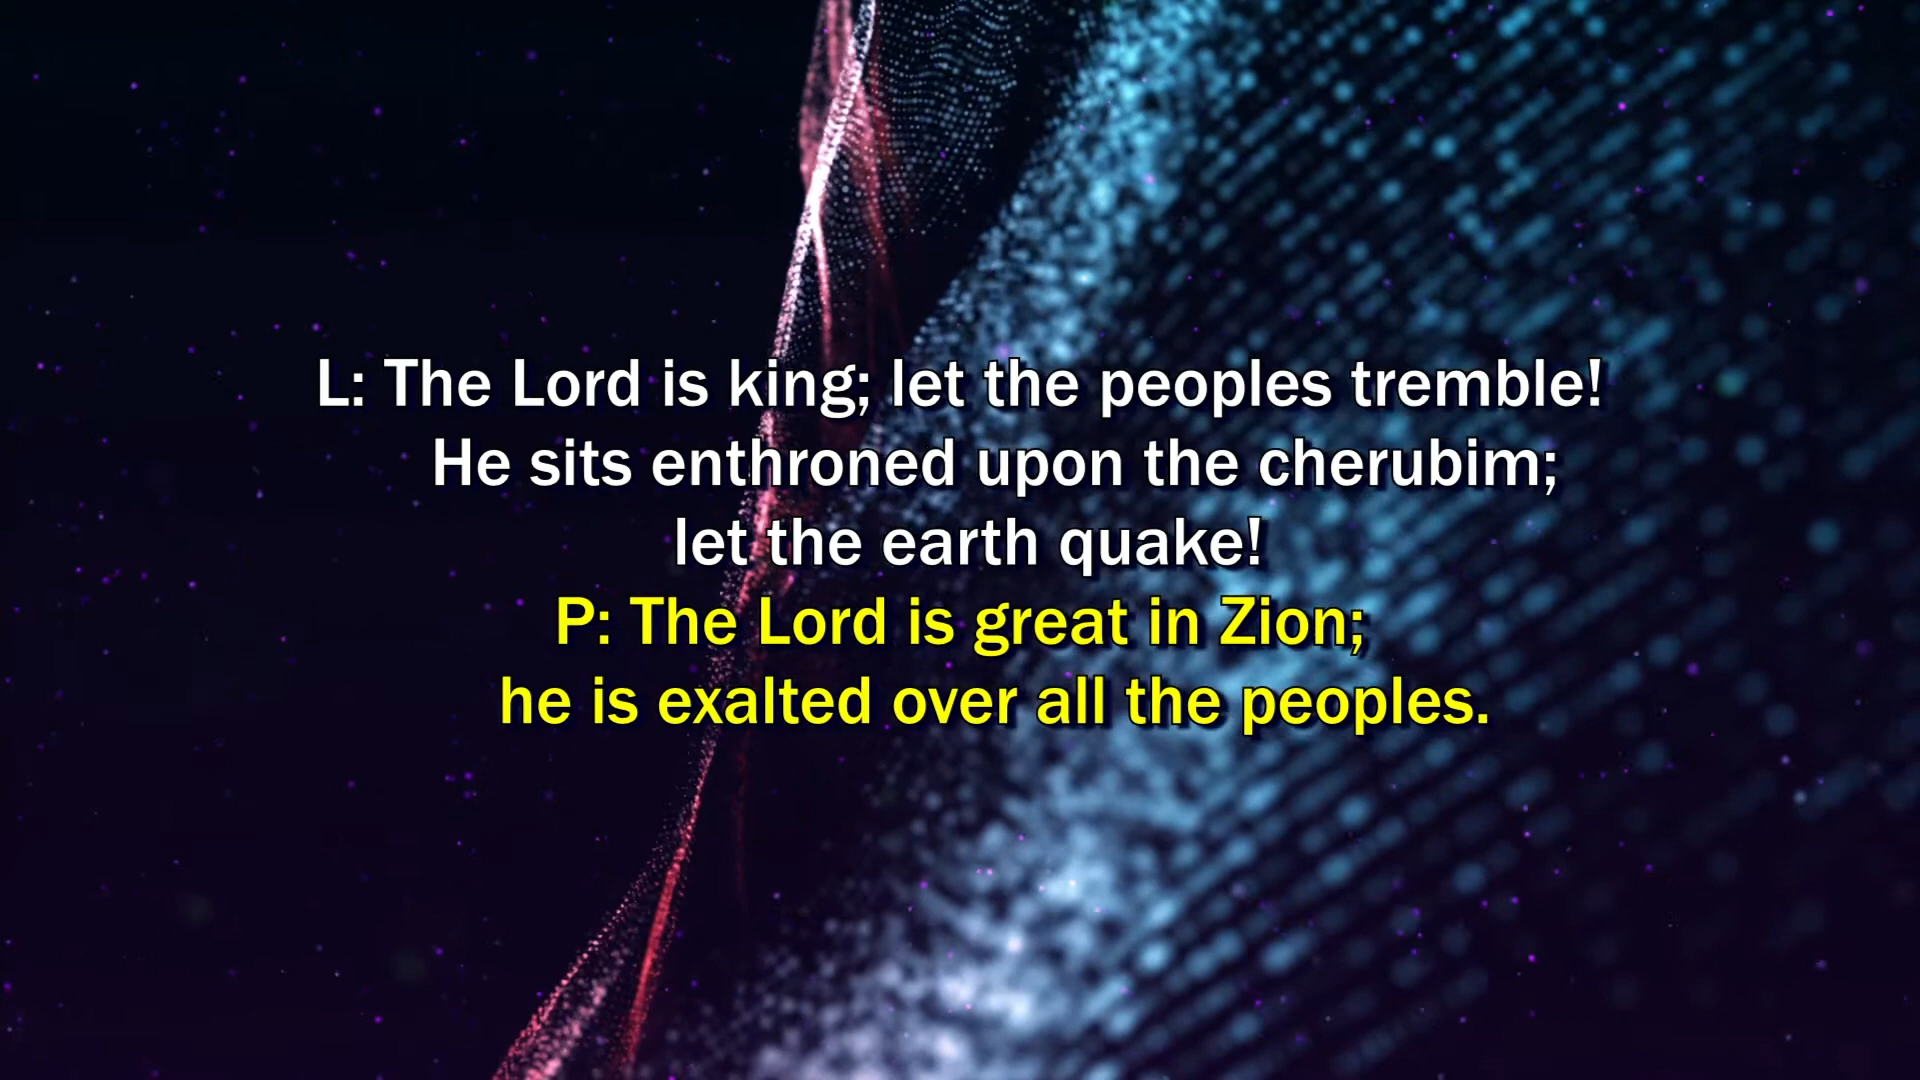 L: The Lord is king; let the peoples tremble!
He sits enthroned upon the cherubim;
let the earth quake!
P: The Lord is great in Zion;
he is exalted over all the peoples.